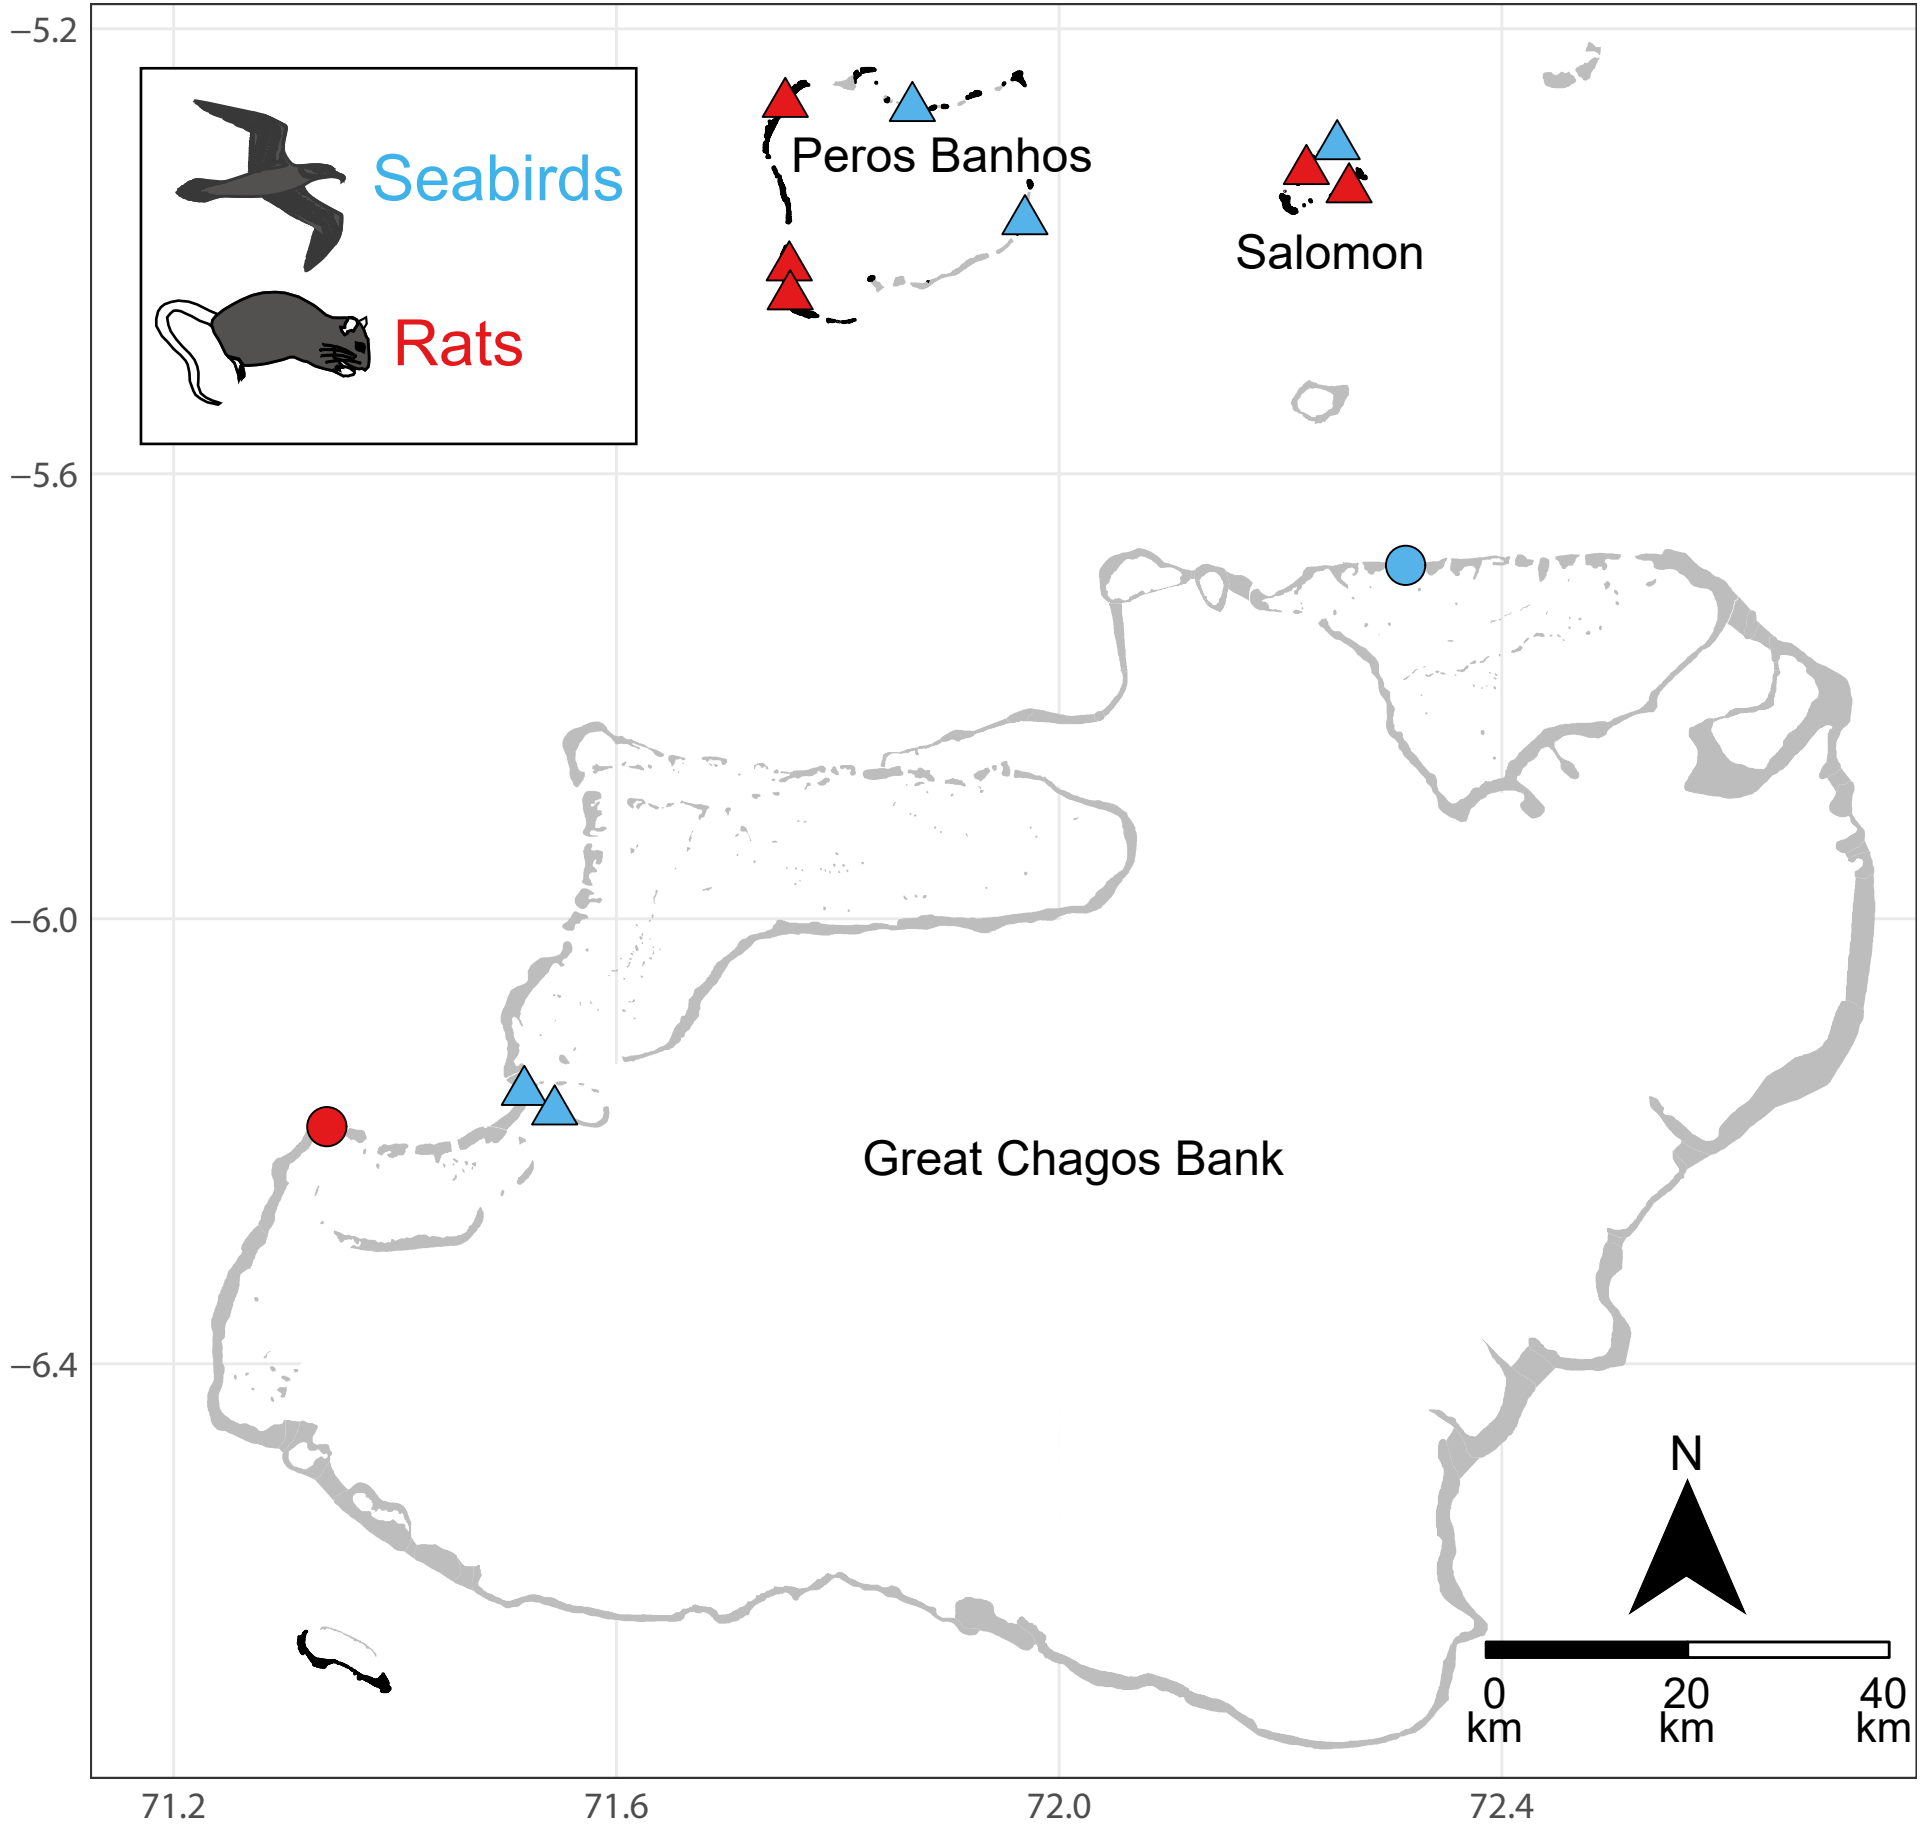 −5.2
Seabirds
Peros Banhos
Salomon
Rats
−5.6
−6.0
Great Chagos Bank
−6.4
N
0 20 40
km km km
71.2 71.6 72.0 72.4